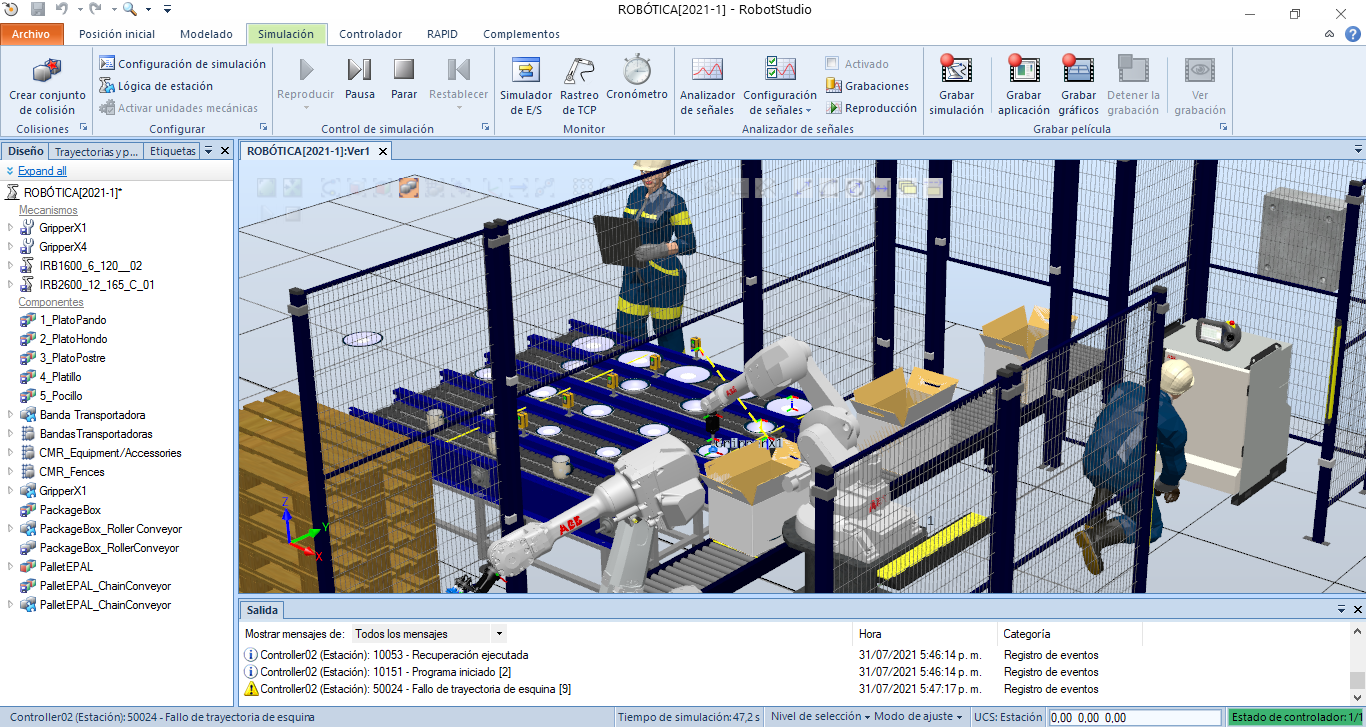 ROBÓTICA[2021-1] - RobotStudio
Archivo Posición inicial Modelado Simulación Controlador RAPID Complementos
Crear conjunto de colisión
Colisiones
Configuración de simulación
Lógica de estación
Activar unidades mecánicas
Configurar
Reproducir Pausa Parar Restablecer
Control de simulación
Simulador de E/S
Rastreo de TCP
Cronómetro
Monitor
Analizador de señales
Configuración de señales
Activado
Grabaciones
Reproducción
Analizador de señales
Grabar simulación
Grabar aplicación
Grabar gráficos
Detener la grabación
Ver grabación
Grabar película
Diseño Trayectorias y p... Etiquetas
Expand all
ROBÓTICA[2021-1]*
Mecanismos
GripperX1
GripperX4
IRB1600_6_120__02
IRB2600_12_165_C_01
Componentes
1_PlatoPando
2_PlatoHondo
3_PlatoPostre
4_Platillo
5_Pocillo
Banda Transportadora
BandasTransportadoras
CMR_Equipment/Accessories
CMR_Fences
GripperX1
PackageBox
PackageBox_Roller Conveyor
PackageBox_RollerConveyor
PalletEPAL
PalletEPAL_ChainConveyor
PalletEPAL_ChainConveyor
ROBÓTICA[2021-1]:Ver1
ABB
Z
Y
X
1
Salida
Mostrar mensajes de: Todos los mensajes Hora Categoría
Controller02 (Estación): 10053 - Recuperación ejecutada 31/07/2021 5:46:14 p. m. Registro de eventos
Controller02 (Estación): 10151 - Programa iniciado [2] 31/07/2021 5:46:14 p. m. Registro de eventos
Controller02 (Estación): 50024 - Fallo de trayectoria de esquina [9] 31/07/2021 5:47:17 p. m. Registro de eventos
Controller02 (Estación): 50024 - Fallo de trayectoria de esquina Tiempo de simulación: 47,2 s Nivel de selección Modo de ajuste UCS: Estación 0,00 0,00 0,00 Estado de controlador: 1/1